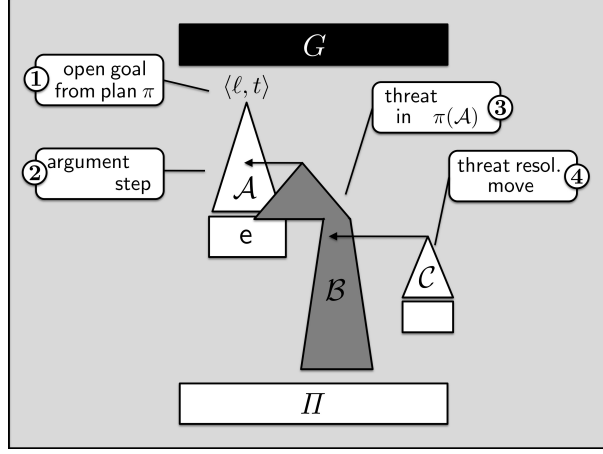 G
1
open goal
from plan π
⟨ℓ, t⟩
threat
in π(𝒜)
3
2
argument
step
𝒜
threat resol.
move
4
e
ℬ
𝒞
Π